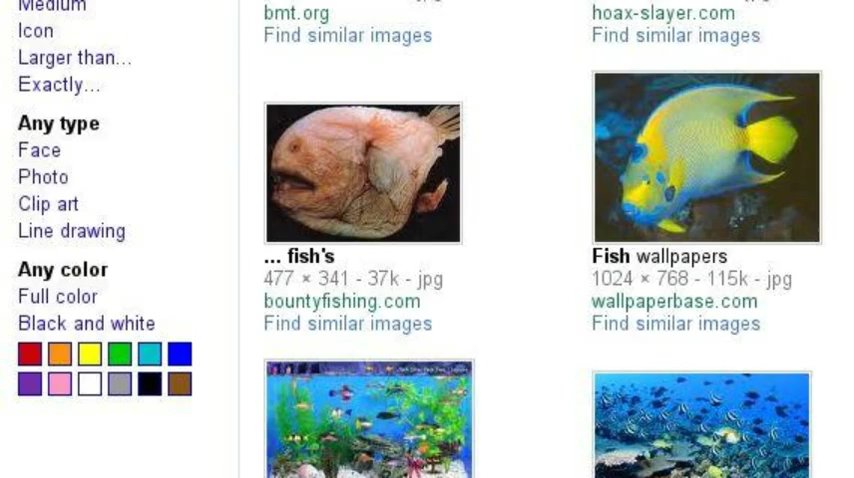 Medium
Icon
Larger than...
Exactly...
Any type
Face
Photo
Clip art
Line drawing
Any color
Full color
Black and white
bmt.org
Find similar images
hoax-slayer.com
Find similar images
... fish's
477 × 341 - 37k - jpg
bountyfishing.com
Find similar images
Fish wallpapers
1024 × 768 - 115k - jpg
wallpaperbase.com
Find similar images